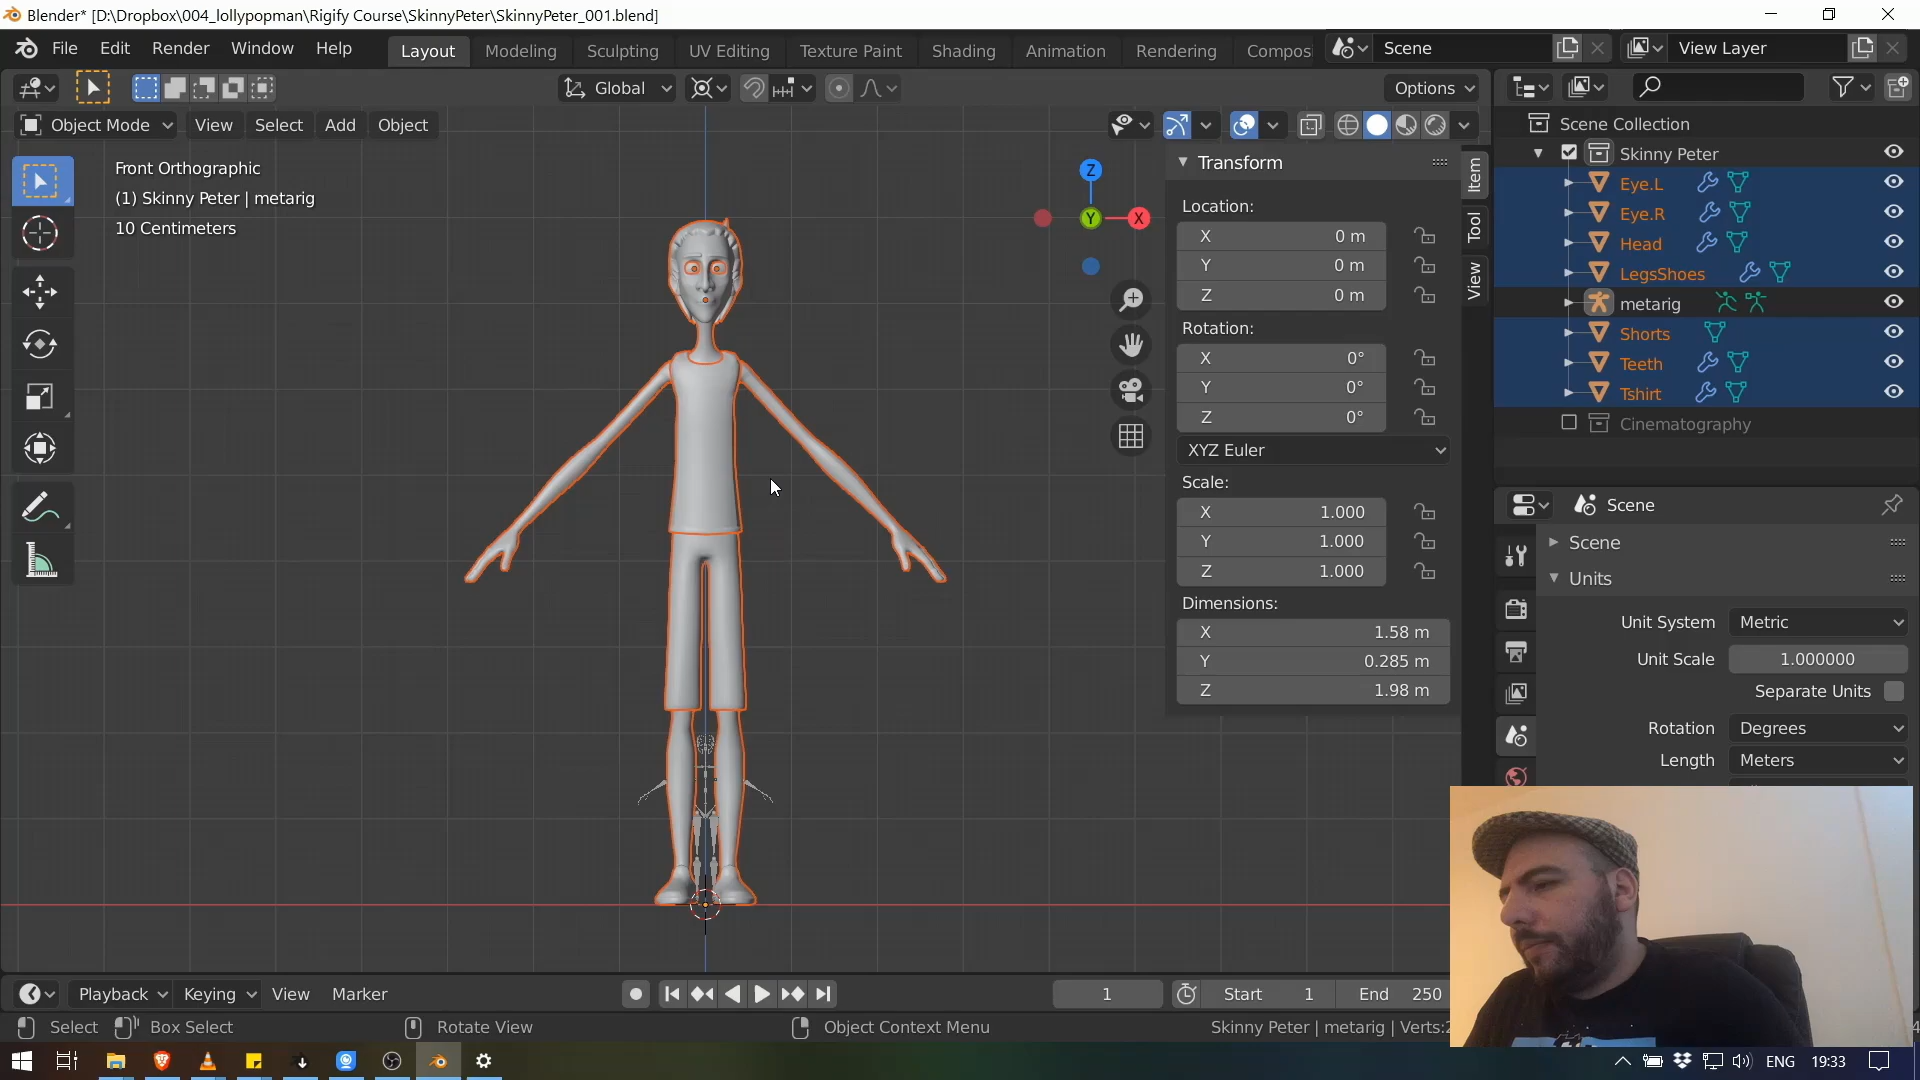 Blender* [D:\Dropbox\004_lollypopman\Rigify Course\SkinnyPeter\SkinnyPeter_001.blend]
File Edit Render Window Help Layout Modeling Sculpting UV Editing Texture Paint Shading Animation Rendering Compos Scene View Layer
Global Options
Object Mode View Select Add Object
Front Orthographic
(1) Skinny Peter | metarig
10 Centimeters
Z
Y
X
Transform
Location:
X 0 m
Y 0 m
Z 0 m
Rotation:
X 0°
Y 0°
Z 0°
XYZ Euler
Scale:
X 1.000
Y 1.000
Z 1.000
Dimensions:
X 1.58 m
Y 0.285 m
Z 1.98 m
Item
Tool
View
Scene Collection
Skinny Peter
Eye.L
Eye.R
Head
LegsShoes
metarig
Shorts
Teeth
Tshirt
Cinematography
Scene
Scene
Units
Unit System Metric
Unit Scale 1.000000
Separate Units
Rotation Degrees
Length Meters
Playback Keying View Marker 1 Start 1 End 250
Select Box Select Rotate View Object Context Menu Skinny Peter | metarig | Verts:2
ENG 19:33